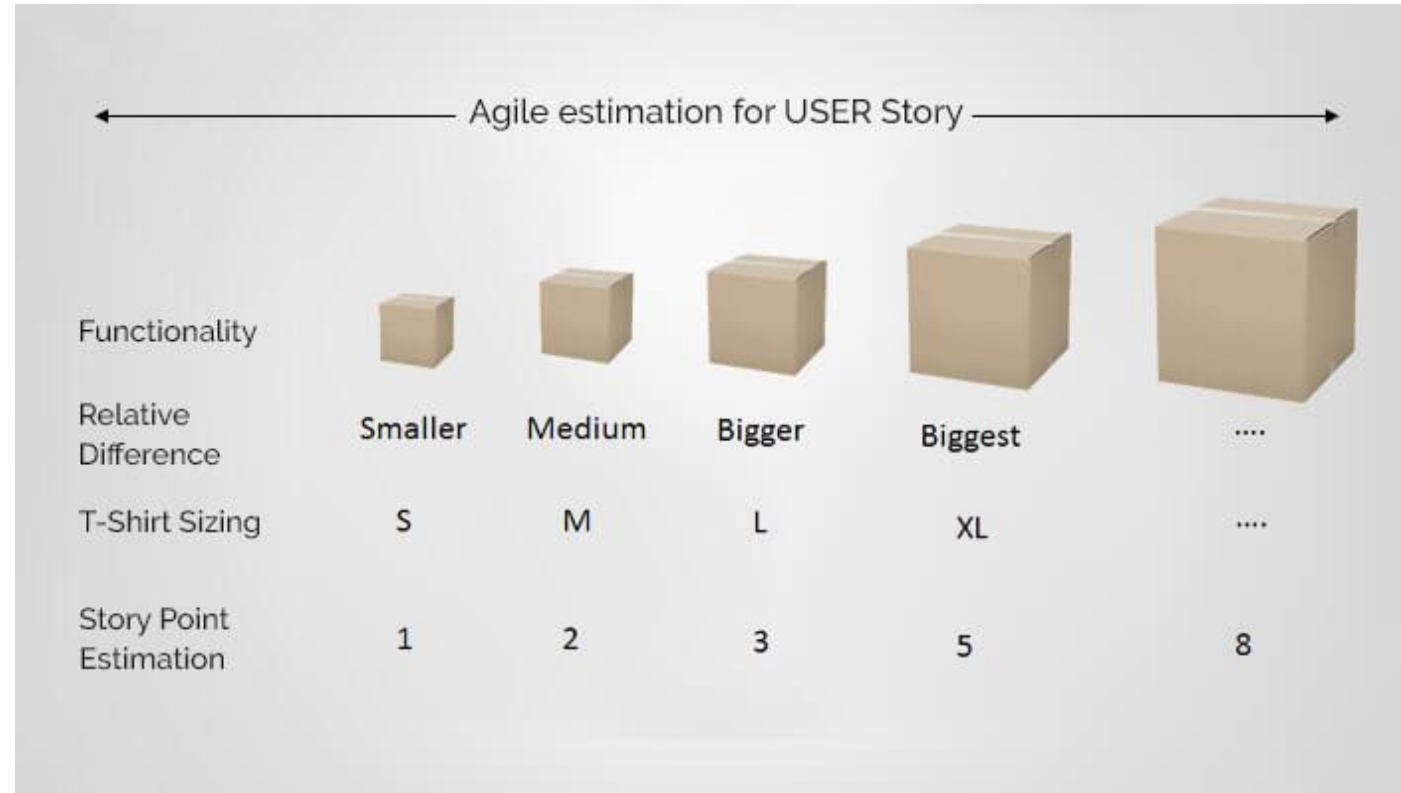 Agile estimation for USER Story
Functionality
Relative
Difference
Smaller Medium Bigger Biggest ....
T-Shirt Sizing S M L XL ....
Story Point
Estimation
1 2 3 5 8